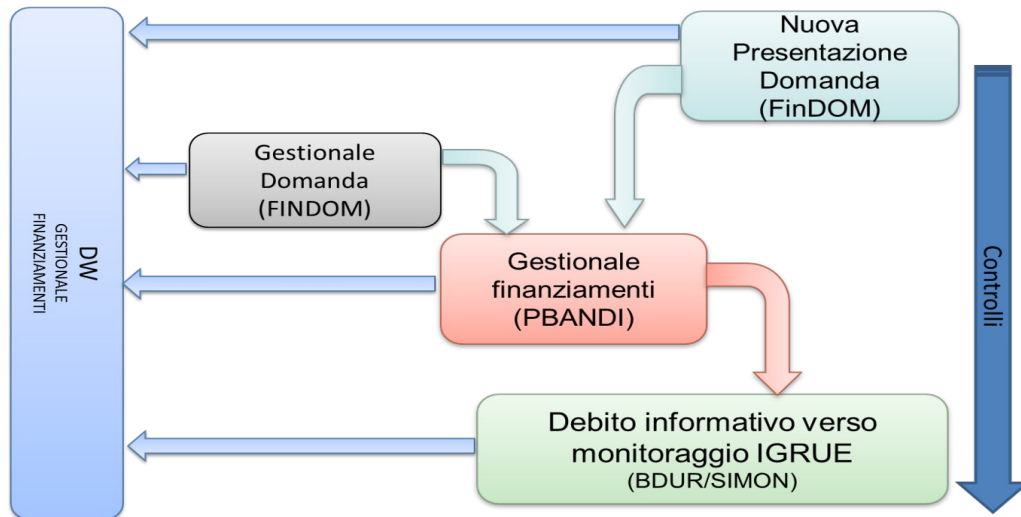 Nuova
Presentazione
Domanda
(FinDOM)
Gestionale
Domanda
(FINDOM)
DW
GESTIONALE
FINANZIAMENTI
Gestionale
finanziamenti
(PBANDI)
Controlli
Debito informativo verso
monitoraggio IGRUE
(BDUR/SIMON)